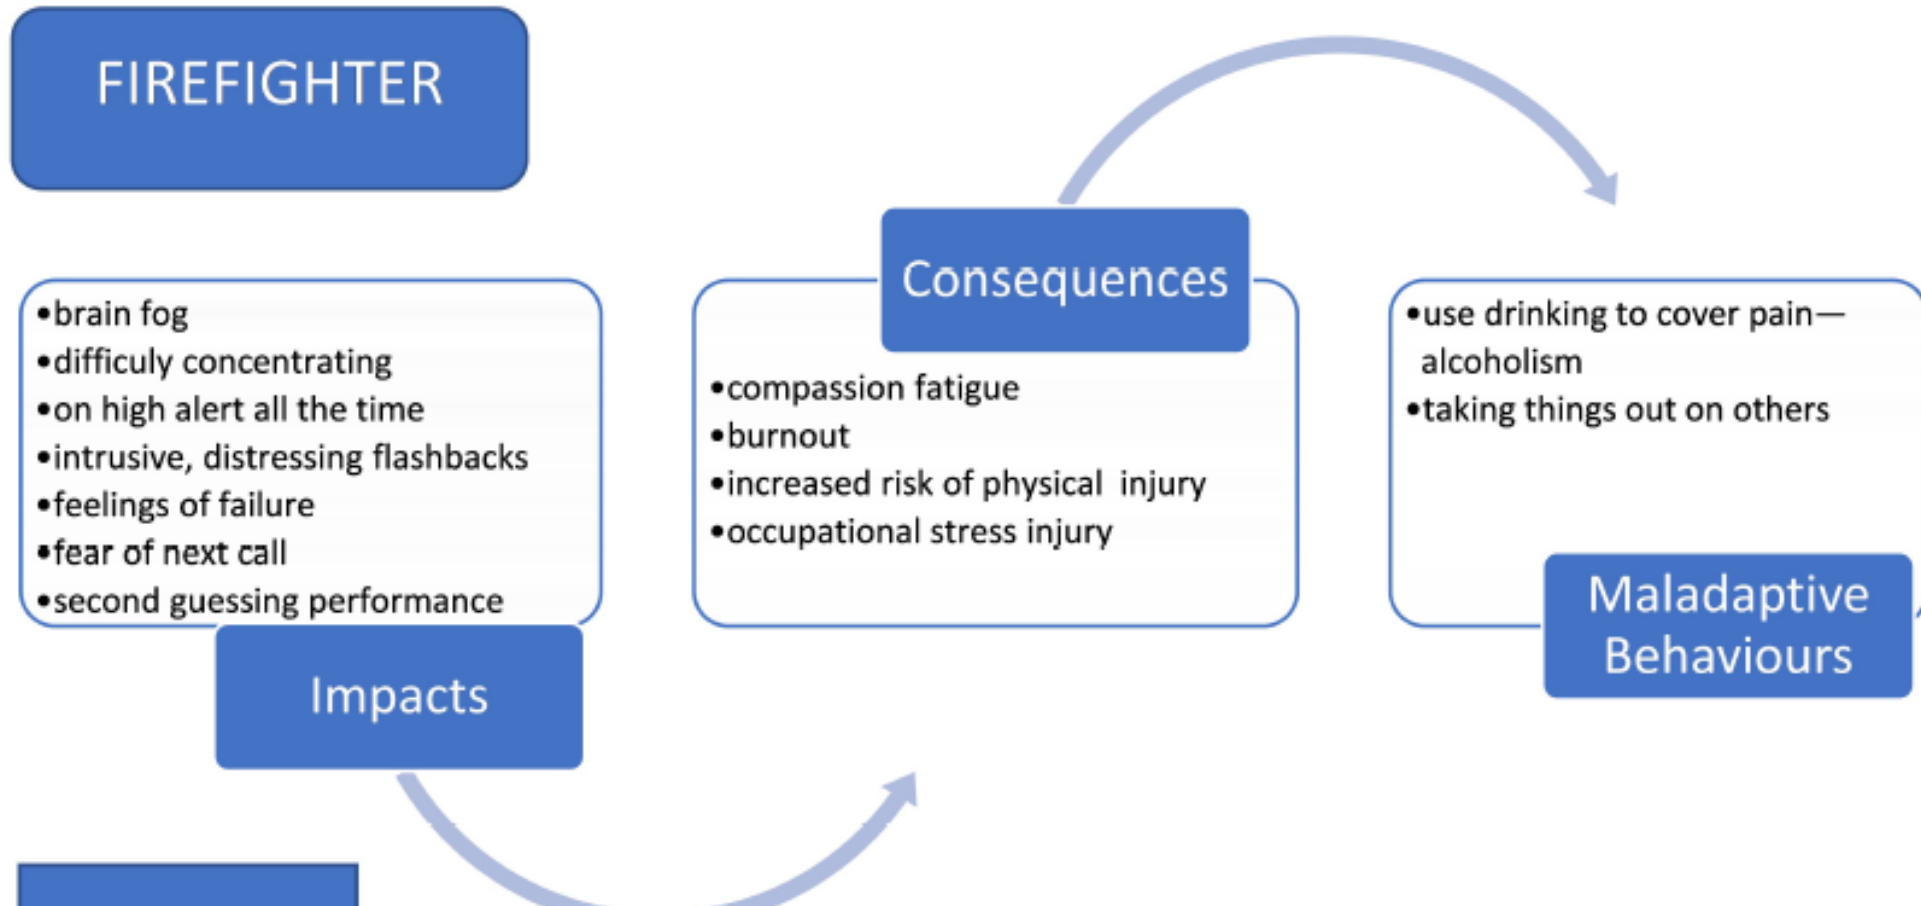 FIREFIGHTER
•brain fog
•difficuly concentrating
•on high alert all the time
•intrusive, distressing flashbacks
•feelings of failure
•fear of next call
•second guessing performance
Impacts
Consequences
•compassion fatigue
•burnout
•increased risk of physical injury
•occupational stress injury
•use drinking to cover pain—
alcoholism
•taking things out on others
Maladaptive
Behaviours